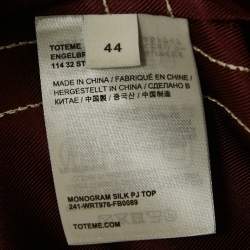 TOTEME
ENGELBR
114 32 ST
44
MADE IN CHINA / FABRIQUÉ EN CHINE /
HERGESTELLT IN CHINA / СДЕЛАНО В
КИТАЕ / 中国製 / 중국산 / 中国制造
MONOGRAM SILK PJ TOP
241-WRT976-FB0089
TOTEME.COM